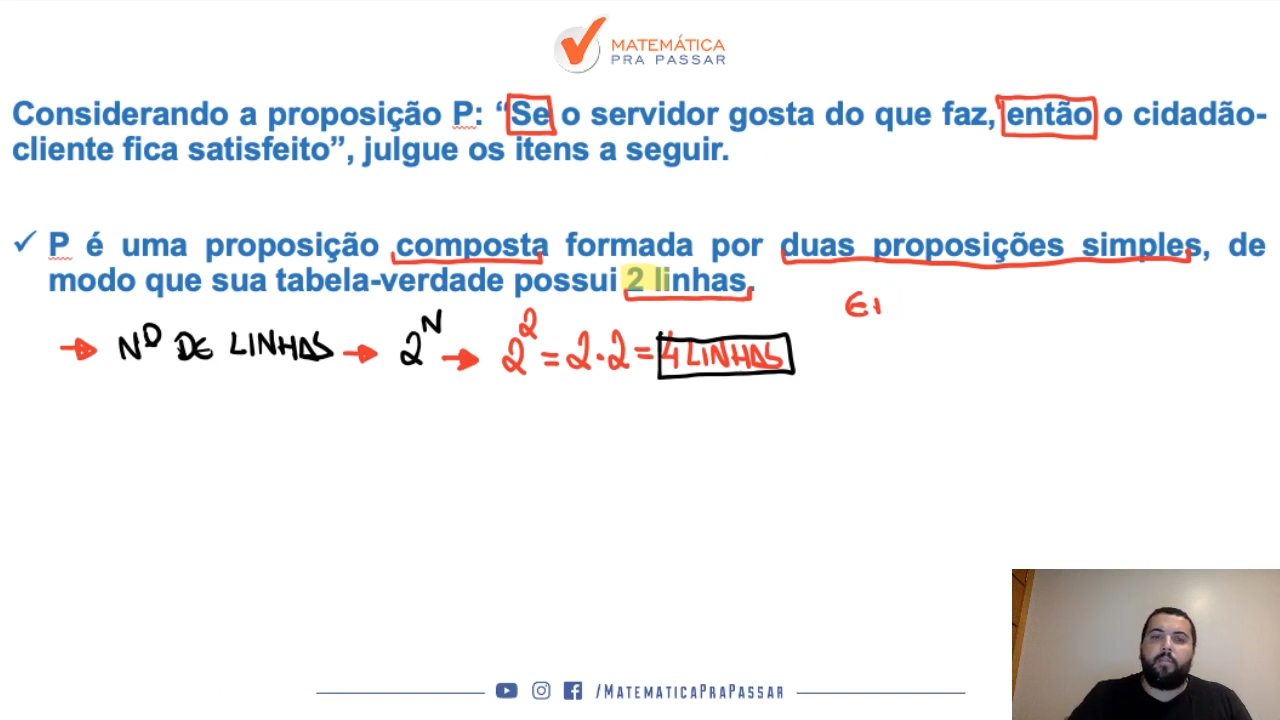 MATEMÁTICA
PRA PASSAR
Considerando a proposição P: “Se o servidor gosta do que faz, então o cidadão-
cliente fica satisfeito”, julgue os itens a seguir.
✓ P é uma proposição composta formada por duas proposições simples, de
modo que sua tabela-verdade possui 2 linhas.
→ Nº DE LINHAS → 2^N → 2^2 = 2·2 = 4 LINHAS
/MATEMATICAPRAPASSAR